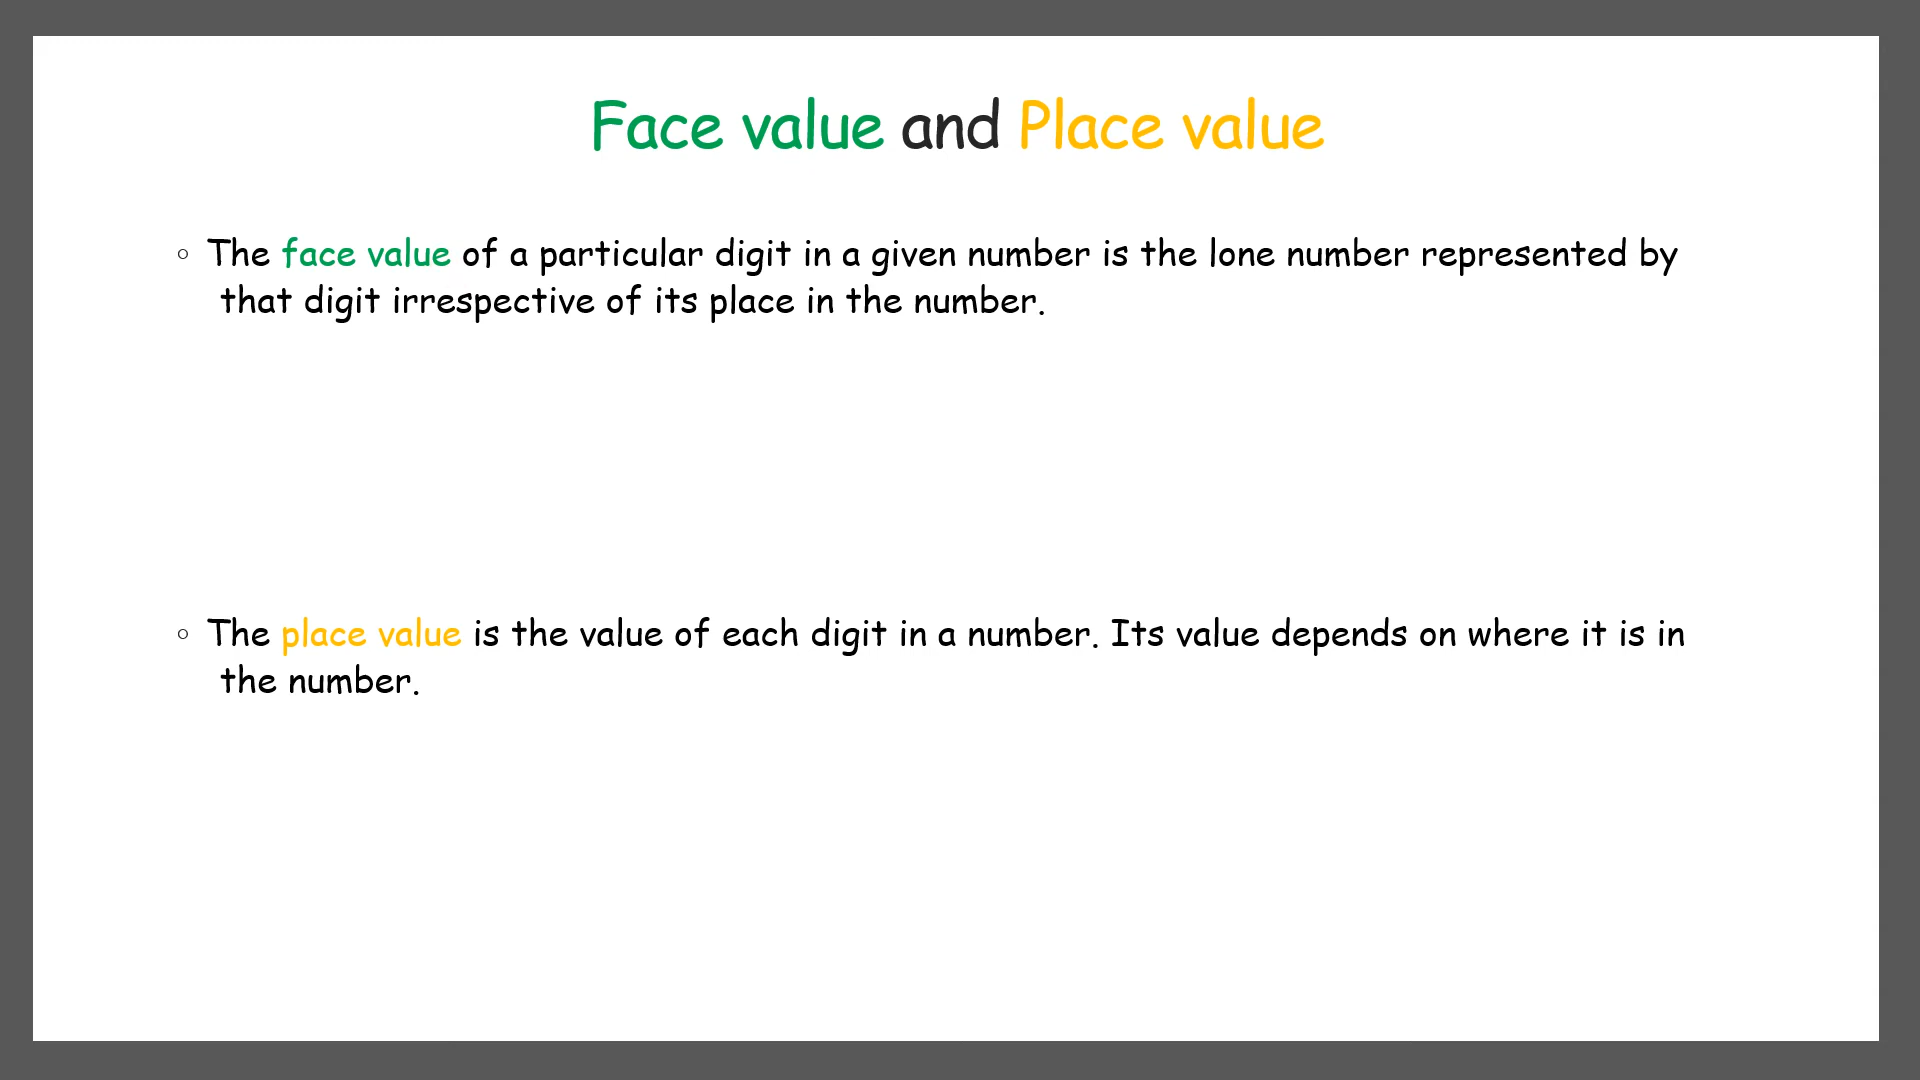 Face value and Place value
◦ The face value of a particular digit in a given number is the lone number represented by
that digit irrespective of its place in the number.
◦ The place value is the value of each digit in a number. Its value depends on where it is in
the number.